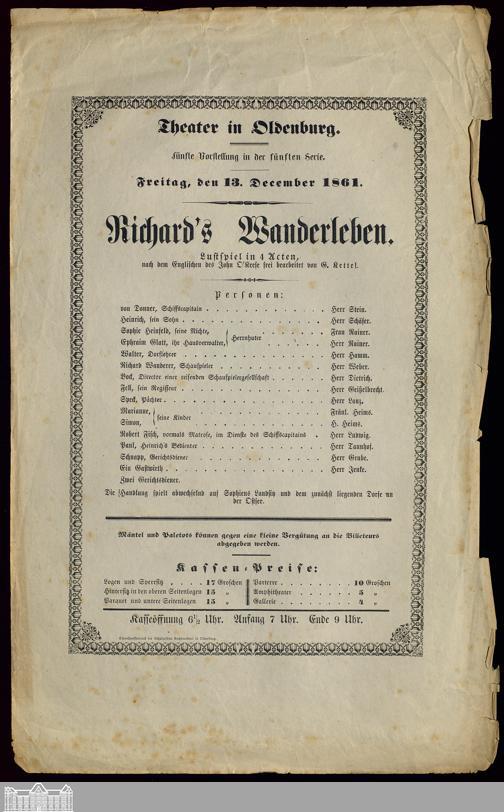 Theater in Oldenburg.
Fünfte Vorstellung in der fünften Serie.
Freitag, den 13. December 1861.
Richard's Wanderleben.
Lustspiel in 4 Acten,
nach dem Englischen des John O'Keefe frei bearbeitet von G. Kettel.
Personen:
von Donner, Schiffscapitain . . . Herr Stein.
Heinrich, sein Sohn . . . Herr Schäfer.
Sophie Heinfeld, seine Nichte, . . . Frau Rainer.
Ephraim Glatt, ihr Hausverwalter, } Herrnhuter . . . Herr Rainer.
Walter, Dorflehrer . . . Herr Hamm.
Richard Wanderer, Schauspieler . . . Herr Weber.
Bock, Director einer reisenden Schauspielergesellschaft . . . Herr Dietrich.
Fell, sein Regisseur . . . Herr Geißelbrecht.
Speck, Pächter . . . Herr Lanz.
Marianne, . . . Fräul. Heims.
Simon, } seine Kinder . . . H. Heims.
Robert Fisch, vormals Matrose, im Dienste des Schiffscapitains . Herr Ludwig.
Paul, Heinrich's Bedienter . . . Herr Taunhof.
Schnapp, Gerichtsdiener . . . Herr Grube.
Ein Gastwirth . . . Herr Jenke.
Zwei Gerichtsdiener.
Die Handlung spielt abwechselnd auf Sophiens Landsitz und dem zunächst liegenden Dorfe an
der Ostsee.
Mäntel und Paletots können gegen eine kleine Vergütung an die Billeteurs
abgegeben werden.
Kassen-Preise:
Logen und Sperrsitz . . . 17 Groschen
Hintersitz in den oberen Seitenlogen 15 „
Parquet und untere Seitenlogen 15 „
Parterre . . . 10 Groschen
Amphitheater . . . 5 „
Gallerie . . . 4 „
Kasseöffnung 6½ Uhr. Anfang 7 Uhr. Ende 9 Uhr.